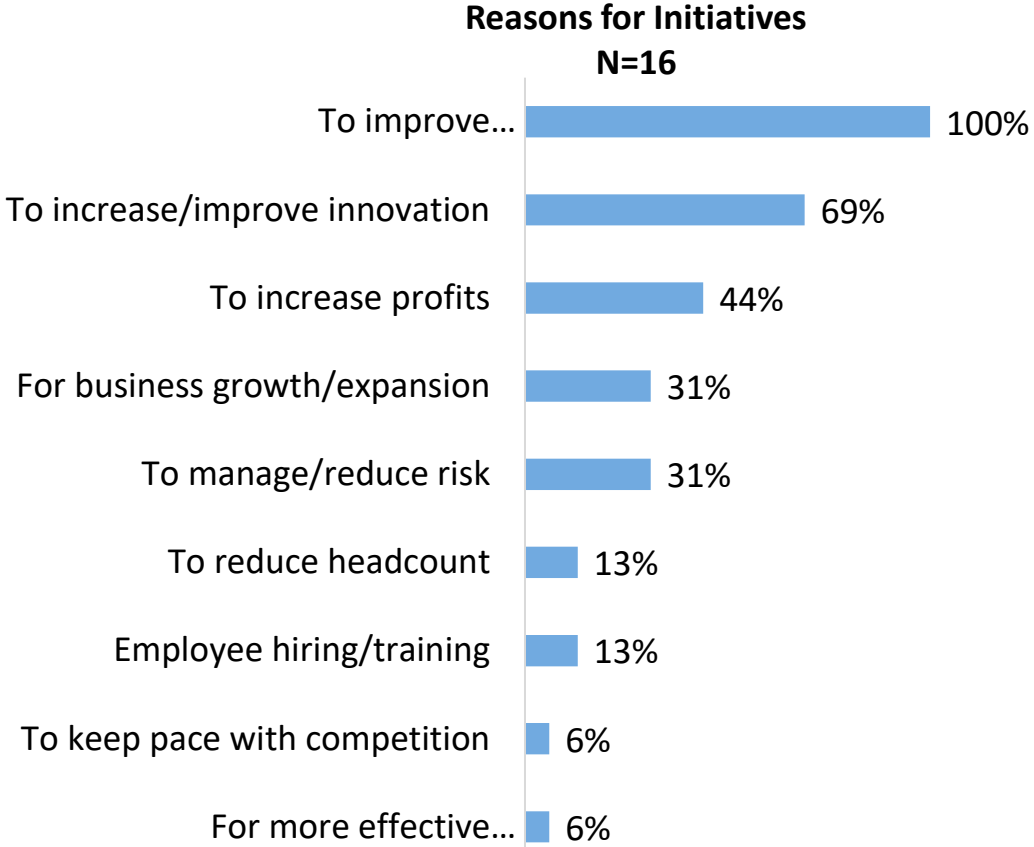 Reasons for Initiatives
N=16
To improve… 100%
To increase/improve innovation 69%
To increase profits 44%
For business growth/expansion 31%
To manage/reduce risk 31%
To reduce headcount 13%
Employee hiring/training 13%
To keep pace with competition 6%
For more effective… 6%